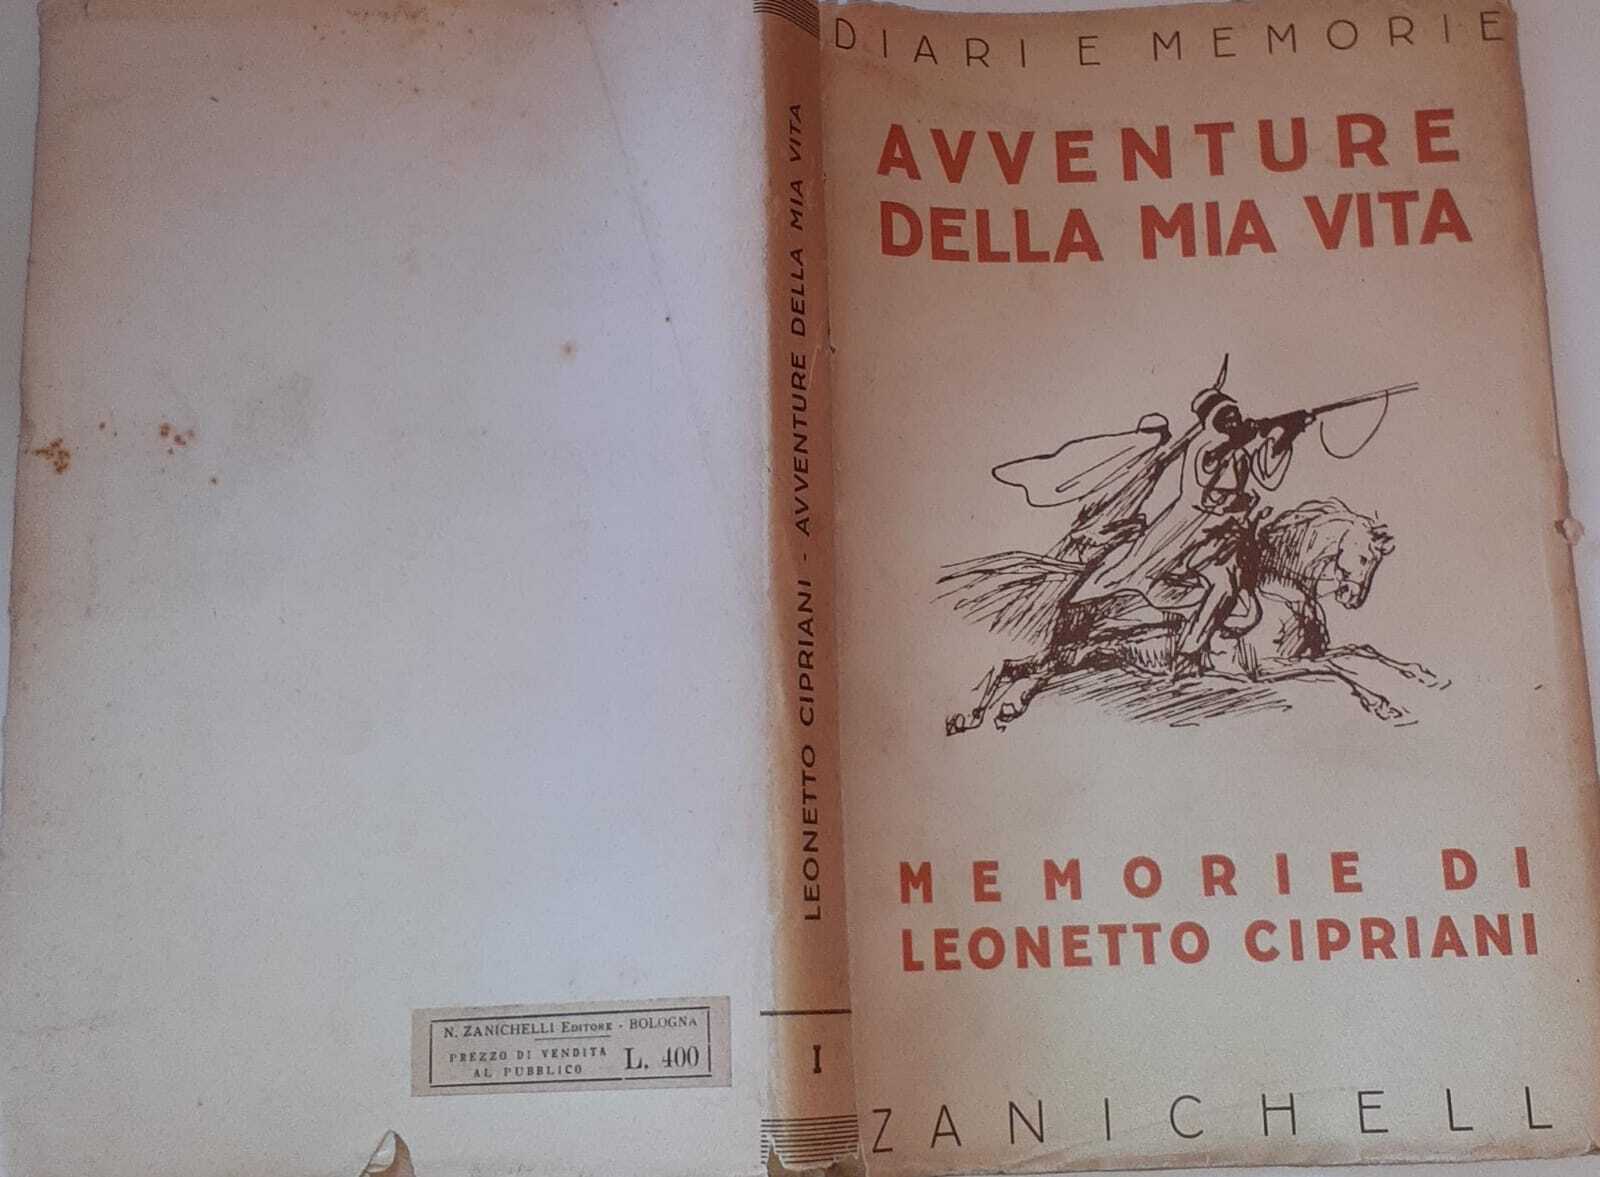 DIARI E MEMORIE
AVVENTURE
DELLA MIA VITA
MEMORIE DI
LEONETTO CIPRIANI
ZANICHELL
LEONETTO CIPRIANI - AVVENTURE DELLA MIA VITA
I
N. ZANICHELLI EDITORE - BOLOGNA
PREZZO DI VENDITA
AL PUBBLICO
L. 400